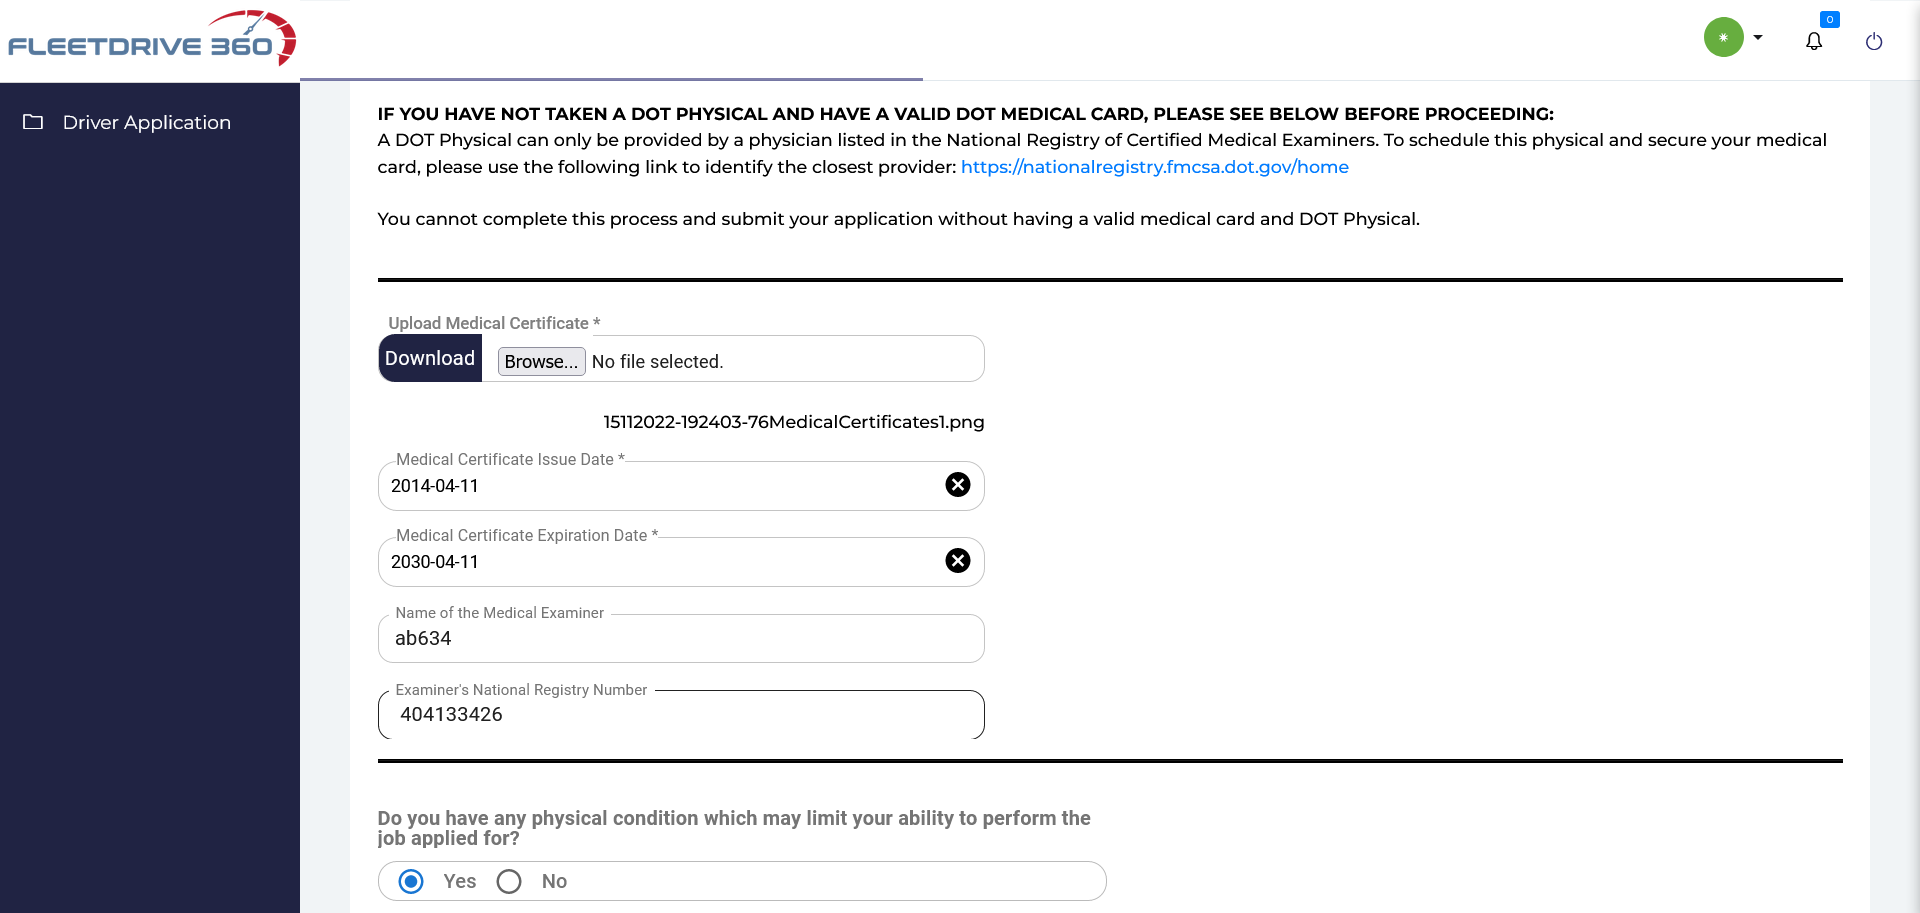 FLEETDRIVE 360
0
Driver Application
IF YOU HAVE NOT TAKEN A DOT PHYSICAL AND HAVE A VALID DOT MEDICAL CARD, PLEASE SEE BELOW BEFORE PROCEEDING:
A DOT Physical can only be provided by a physician listed in the National Registry of Certified Medical Examiners. To schedule this physical and secure your medical
card, please use the following link to identify the closest provider: https://nationalregistry.fmcsa.dot.gov/home
You cannot complete this process and submit your application without having a valid medical card and DOT Physical.
Upload Medical Certificate *
Download Browse... No file selected.
15112022-192403-76MedicalCertificates1.png
Medical Certificate Issue Date *
2014-04-11
Medical Certificate Expiration Date *
2030-04-11
Name of the Medical Examiner
ab634
Examiner's National Registry Number
404133426
Do you have any physical condition which may limit your ability to perform the
job applied for?
Yes No